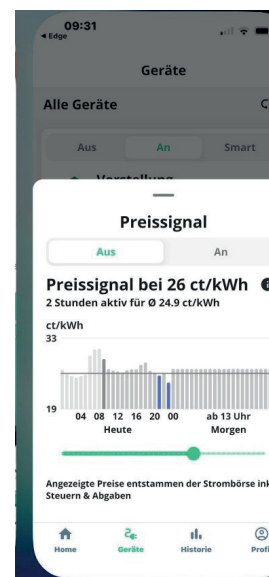 09:31
◀ Edge
Geräte
Alle Geräte
Aus An Smart
Vorstellung
Preissignal
Aus An
Preissignal bei 26 ct/kWh
2 Stunden aktiv für Ø 24.9 ct/kWh
ct/kWh
33
19
04 08 12 16 20 00 ab 13 Uhr
Heute Morgen
Angezeigte Preise entstammen der Strombörse ink
Steuern & Abgaben
Home Geräte Historie Profi